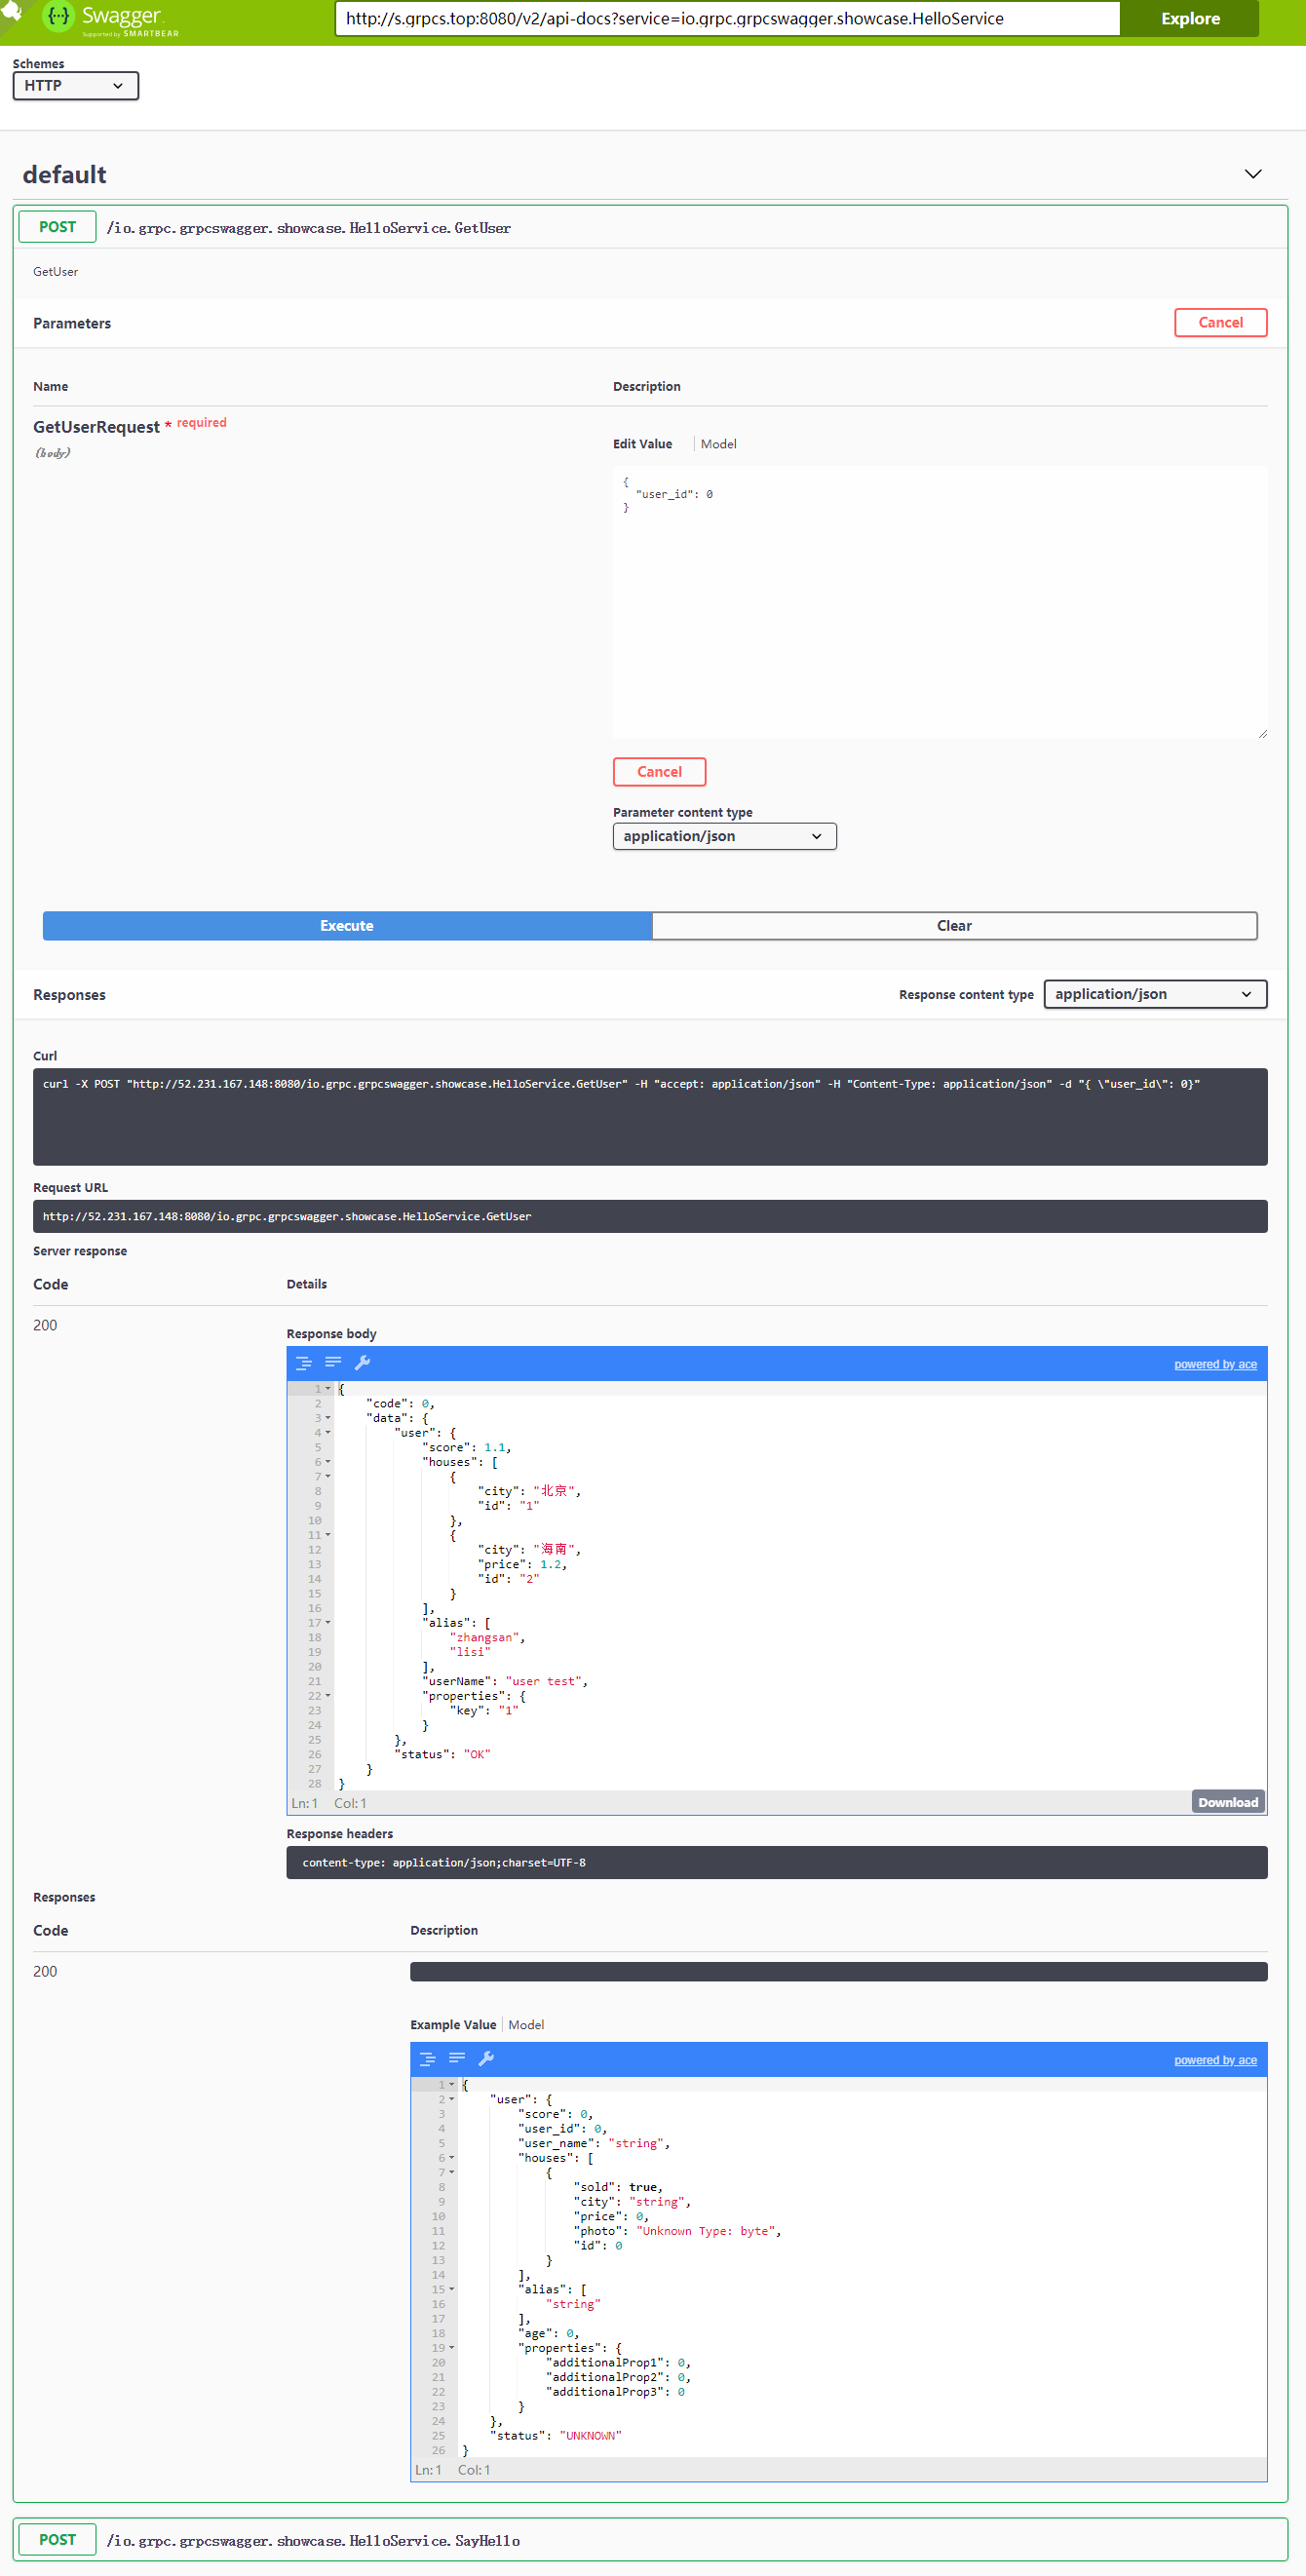 Swagger
Supported by SMARTBEAR
http://s.grpcs.top:8080/v2/api-docs?service=io.grpc.grpcswagger.showcase.HelloService
Explore
Schemes
HTTP
default
POST /io.grpc.grpcswagger.showcase.HelloService.GetUser
GetUser
Parameters Cancel
Name Description
GetUserRequest * required
(body)
Edit Value Model
{
"user_id": 0
}
Cancel
Parameter content type
application/json
Execute Clear
Responses Response content type application/json
Curl
curl -X POST "http://52.231.167.148:8080/io.grpc.grpcswagger.showcase.HelloService.GetUser" -H "accept: application/json" -H "Content-Type: application/json" -d "{ \"user_id\": 0}"
Request URL
http://52.231.167.148:8080/io.grpc.grpcswagger.showcase.HelloService.GetUser
Server response
Code Details
200
Response body
powered by ace
1 {
2 "code": 0,
3 "data": {
4 "user": {
5 "score": 1.1,
6 "houses": [
7 {
8 "city": "北京",
9 "id": "1"
10 },
11 {
12 "city": "海南",
13 "price": 1.2,
14 "id": "2"
15 }
16 ],
17 "alias": [
18 "zhangsan",
19 "lisi"
20 ],
21 "userName": "user test",
22 "properties": {
23 "key": "1"
24 }
25 },
26 "status": "OK"
27 }
28 }
Ln: 1 Col: 1 Download
Response headers
content-type: application/json;charset=UTF-8
Responses
Code Description
200
Example Value Model
powered by ace
1 {
2 "user": {
3 "score": 0,
4 "user_id": 0,
5 "user_name": "string",
6 "houses": [
7 {
8 "sold": true,
9 "city": "string",
10 "price": 0,
11 "photo": "Unknown Type: byte",
12 "id": 0
13 }
14 ],
15 "alias": [
16 "string"
17 ],
18 "age": 0,
19 "properties": {
20 "additionalProp1": 0,
21 "additionalProp2": 0,
22 "additionalProp3": 0
23 }
24 },
25 "status": "UNKNOWN"
26 }
Ln: 1 Col: 1
POST /io.grpc.grpcswagger.showcase.HelloService.SayHello